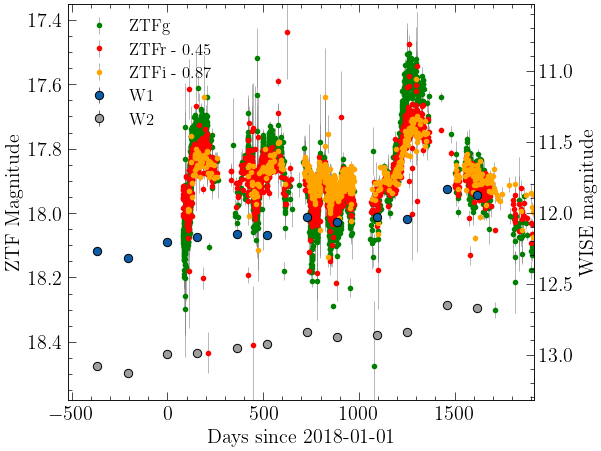 ZTFg
ZTFr - 0.45
ZTFi - 0.87
W1
W2
17.4
17.6
17.8
18.0
18.2
18.4
ZTF Magnitude
11.0
11.5
12.0
12.5
13.0
WISE magnitude
−500
0
500
1000
1500
Days since 2018-01-01